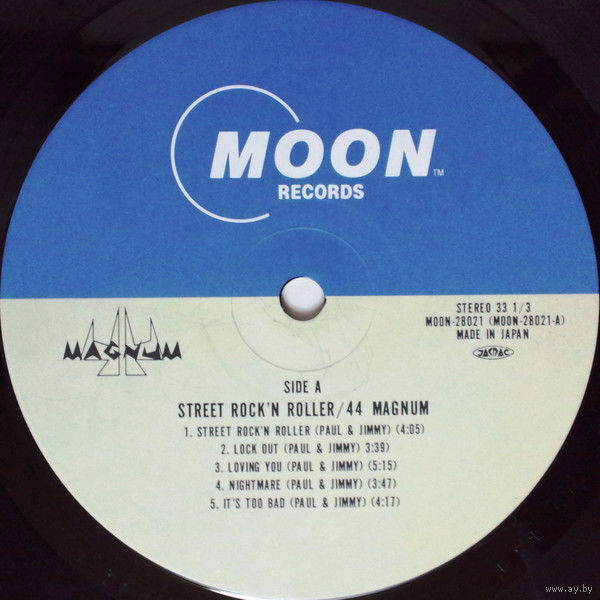 MOON TM
RECORDS
STEREO 33 1/3
MOON-28021 (MOON-28021-A)
MADE IN JAPAN
JASRAC
MAGNUM
SIDE A
STREET ROCK'N ROLLER/44 MAGNUM
1. STREET ROCK'N ROLLER (PAUL & JIMMY) (4:05)
2. LOCK OUT (PAUL & JIMMY) 3:39)
3. LOVING YOU (PAUL & JIMMY) (5:15)
4. NIGHTMARE (PAUL & JIMMY) (3:47)
5. IT'S TOO BAD (PAUL & JIMMY) (4:17)
www.ay.by